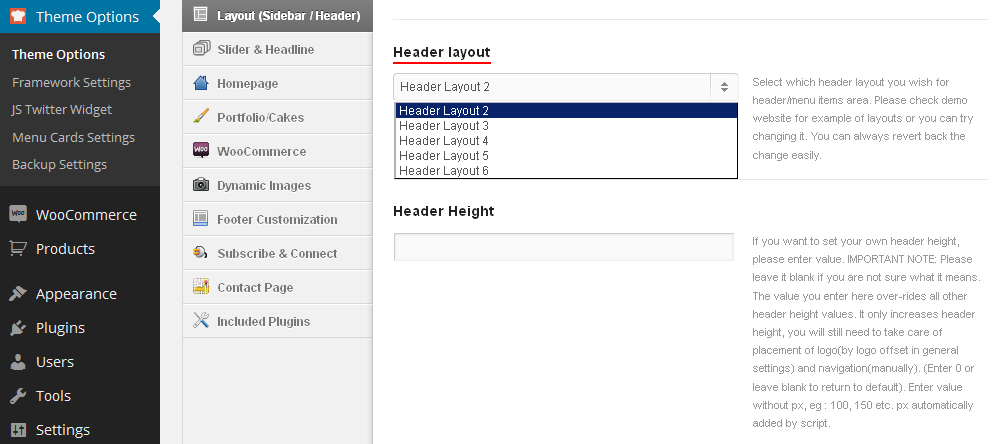 Theme Options
Theme Options
Framework Settings
JS Twitter Widget
Menu Cards Settings
Backup Settings
WooCommerce
Products
Appearance
Plugins
Users
Tools
Settings
Layout (Sidebar / Header)
Slider & Headline
Homepage
Portfolio/Cakes
WOO
WooCommerce
Dynamic Images
Footer Customization
Subscribe & Connect
Contact Page
Included Plugins
Header layout
Header Layout 2
Header Layout 2
Header Layout 3
Header Layout 4
Header Layout 5
Header Layout 6
Select which header layout you wish for
header/menu items area. Please check demo
website for example of layouts or you can try
changing it. You can always revert back the
change easily.
Header Height
If you want to set your own header height,
please enter value. IMPORTANT NOTE: Please
leave it blank if you are not sure what it means.
The value you enter here over-rides all other
header height values. It only increases header
height, you will still need to take care of
placement of logo(by logo offset in general
settings) and navigation(manually). (Enter 0 or
leave blank to return to default). Enter value
without px, eg : 100, 150 etc. px automatically
added by script.